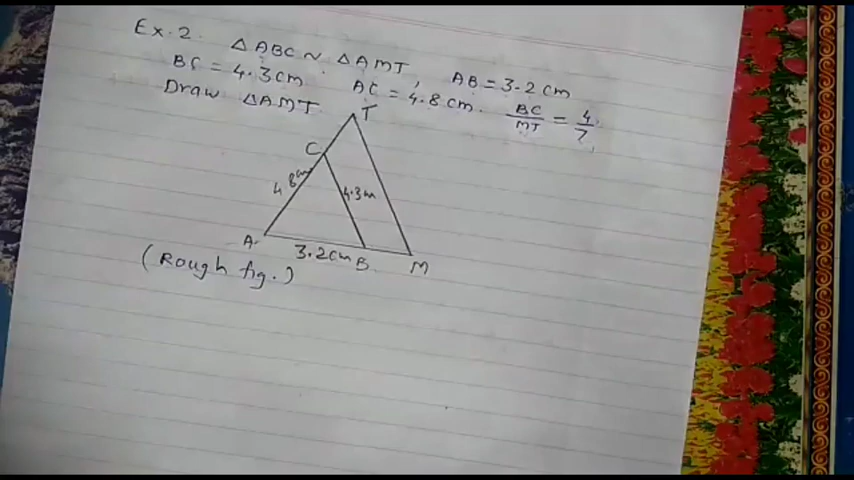 Ex. 2. △ABC ~ △AMT, AB = 3.2 cm
BC = 4.3 cm AC = 4.8 cm. BC/MT = 4/7.
Draw △AMT.
T
C
4.8cm
4.3m
A
3.2cm B M
(Rough fig.)